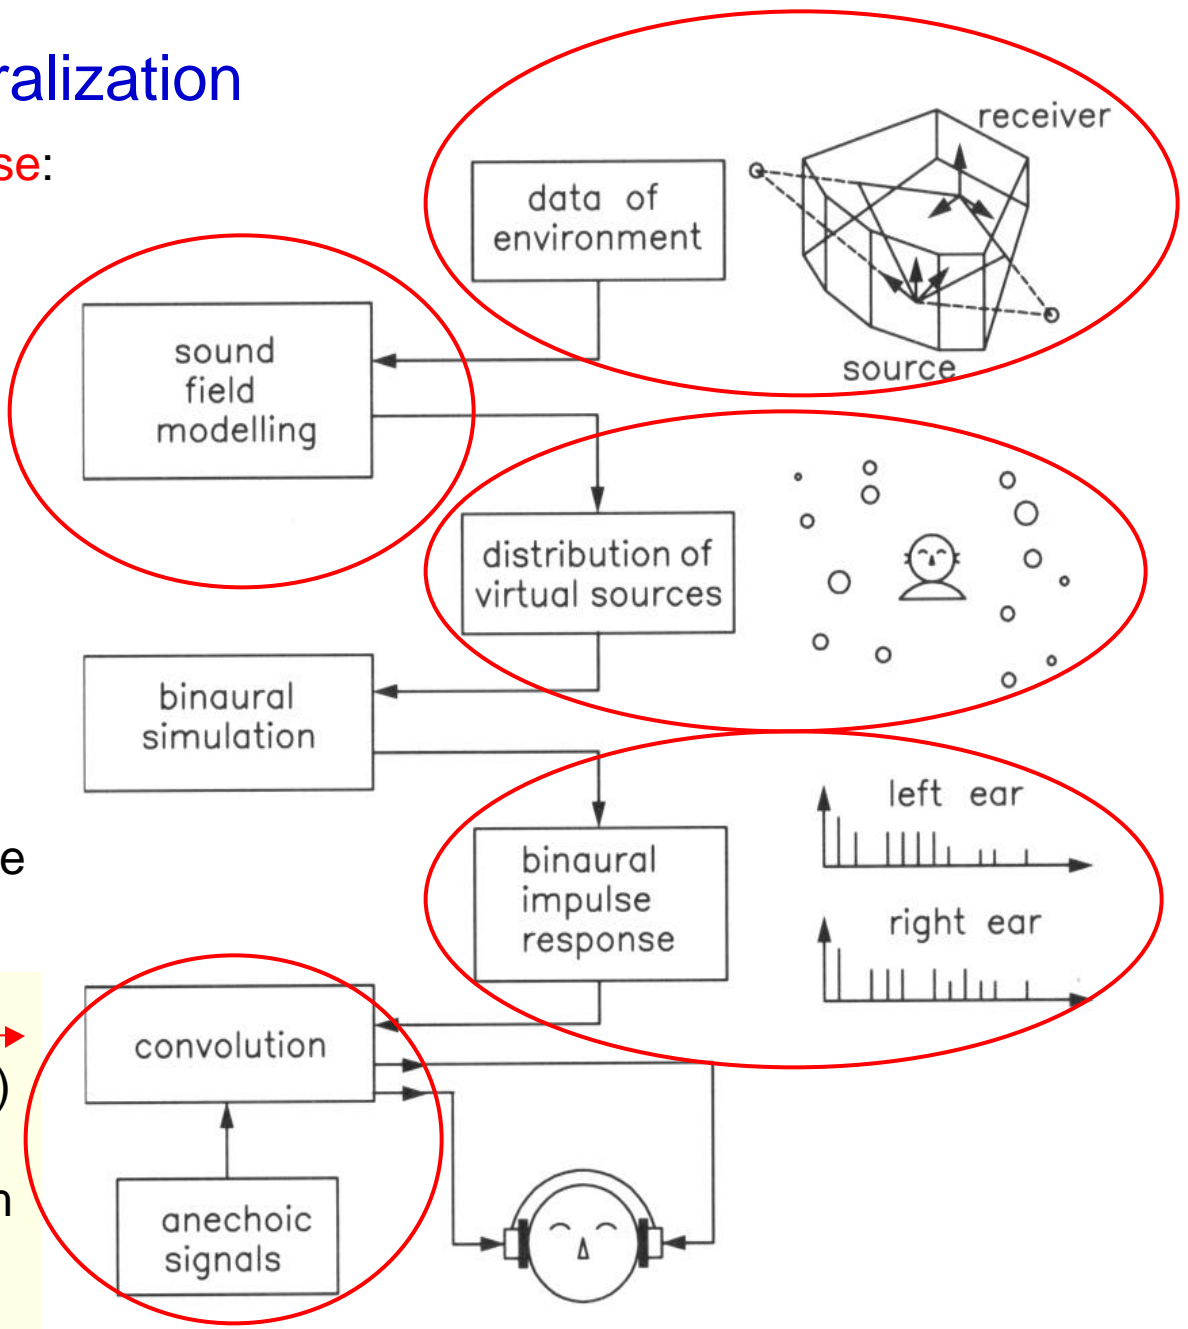 ralization
se:
receiver
data of
environment
source
sound
field
modelling
distribution of
virtual sources
binaural
simulation
left ear
e
binaural
impulse
response
right ear
convolution
)
n
anechoic
signals